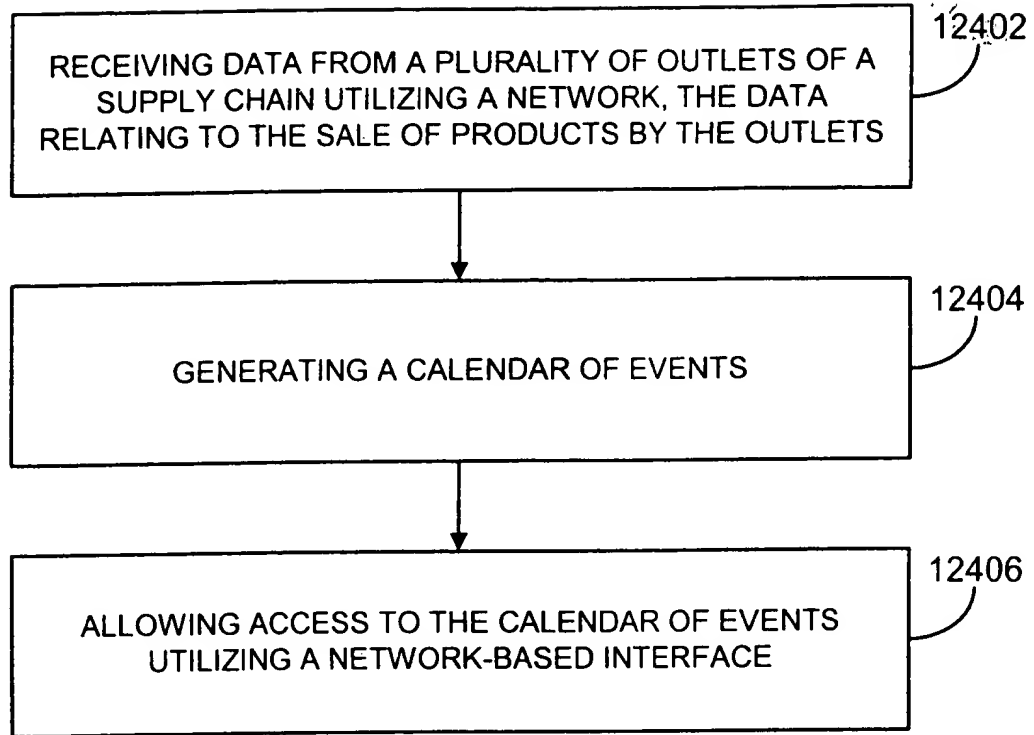 12402
RECEIVING DATA FROM A PLURALITY OF OUTLETS OF A
SUPPLY CHAIN UTILIZING A NETWORK, THE DATA
RELATING TO THE SALE OF PRODUCTS BY THE OUTLETS
12404
GENERATING A CALENDAR OF EVENTS
12406
ALLOWING ACCESS TO THE CALENDAR OF EVENTS
UTILIZING A NETWORK-BASED INTERFACE